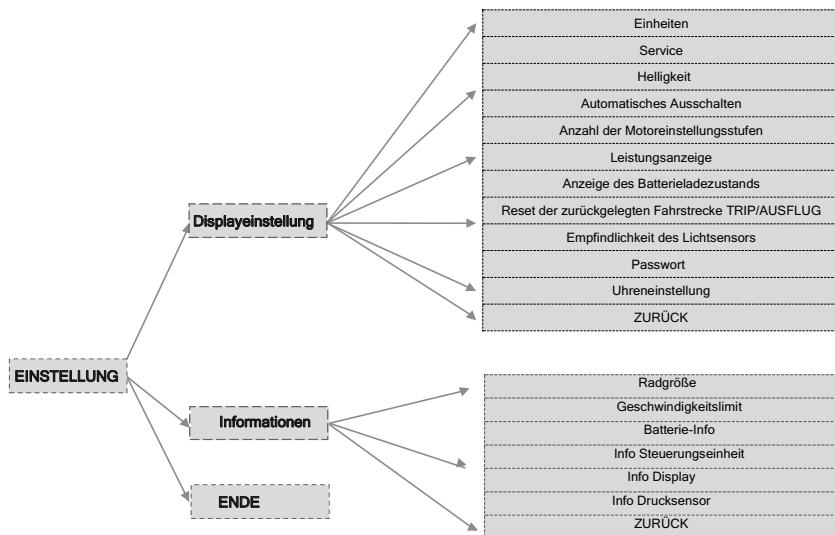 Einheiten
Service
Helligkeit
Automatisches Ausschalten
Anzahl der Motoreinstellungsstufen
Leistungsanzeige
Anzeige des Batterieladezustands
Reset der zurückgelegten Fahrstrecke TRIP/AUSFLUG
Empfindlichkeit des Lichtsensors
Passwort
Uhreneinstellung
ZURÜCK
Displayeinstellung
EINSTELLUNG
Informationen
ENDE
Radgröße
Geschwindigkeitslimit
Batterie-Info
Info Steuerungseinheit
Info Display
Info Drucksensor
ZURÜCK